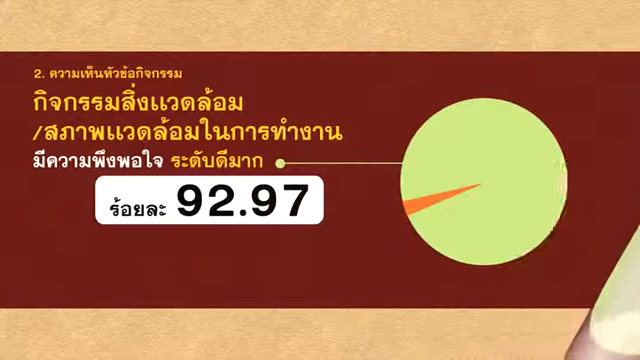 2. ความเห็นหัวข้อกิจกรรม
กิจกรรมสิ่งแวดล้อม
/สภาพแวดล้อมในการทำงาน
มีความพึงพอใจ ระดับดีมาก
ร้อยละ 92.97